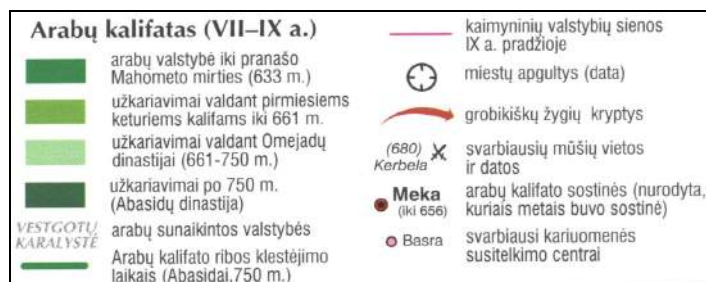 Arabų kalifatas (VII–IX a.)
arabų valstybė iki pranašo
Mahometo mirties (633 m.)
užkariavimai valdant pirmiesiems
keturiems kalifams iki 661 m.
užkariavimai valdant Omejadų
dinastijai (661-750 m.)
užkariavimai po 750 m.
(Abasidų dinastija)
VESTGOTŲ
KARALYSTĖ
arabų sunaikintos valstybės
Arabų kalifato ribos klestėjimo
laikais (Abasidai,750 m.)
kaimyninių valstybių sienos
IX a. pradžioje
miestų apgultys (data)
grobikiškų žygių kryptys
(680)
Kerbela
svarbiausių mūšių vietos
ir datos
Meka
(iki 656)
arabų kalifato sostinės (nurodyta,
kuriais metais buvo sostinė)
Basra
svarbiausi kariuomenės
susitelkimo centrai